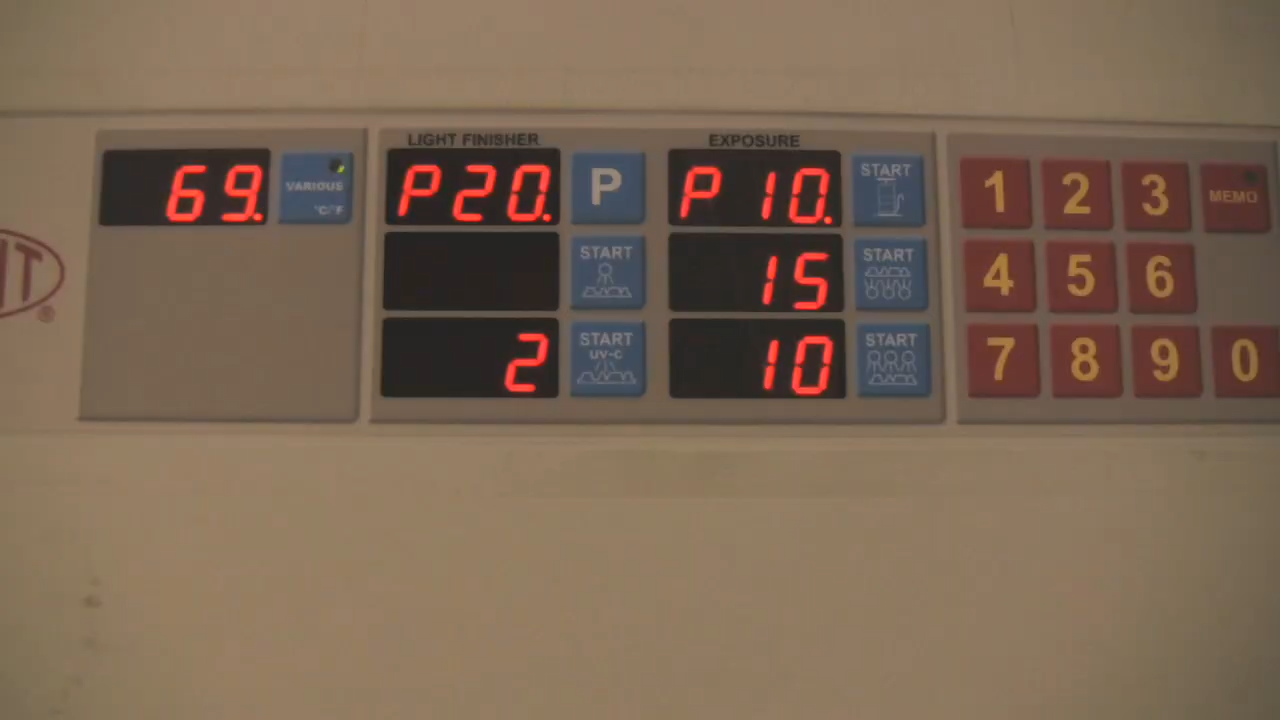 69.
VARIOUS
°C/°F
LIGHT FINISHER
P20.
P
START
2
START
UV-C
EXPOSURE
P 10.
START
15
START
10
START
1 2 3 MEMO
4 5 6
7 8 9 0